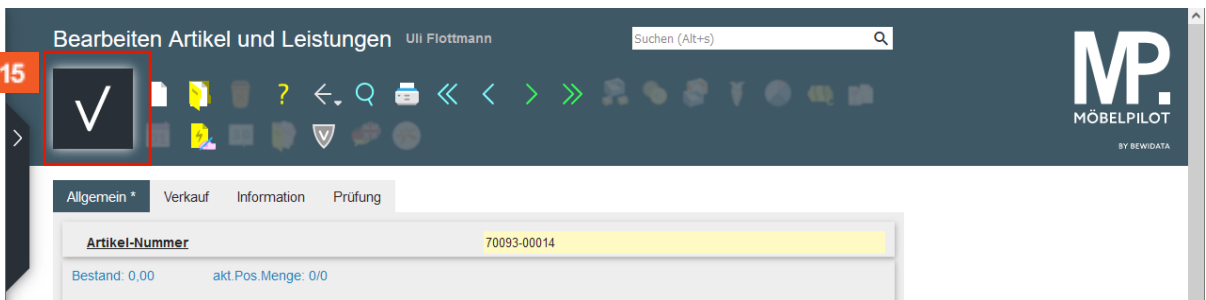 Bearbeiten Artikel und Leistungen Uli Flottmann Suchen (Alt+s)
15
MP.
MÖBELPILOT
BY BEWIDATA
Allgemein * Verkauf Information Prüfung
Artikel-Nummer 70093-00014
Bestand: 0,00 akt.Pos.Menge: 0/0